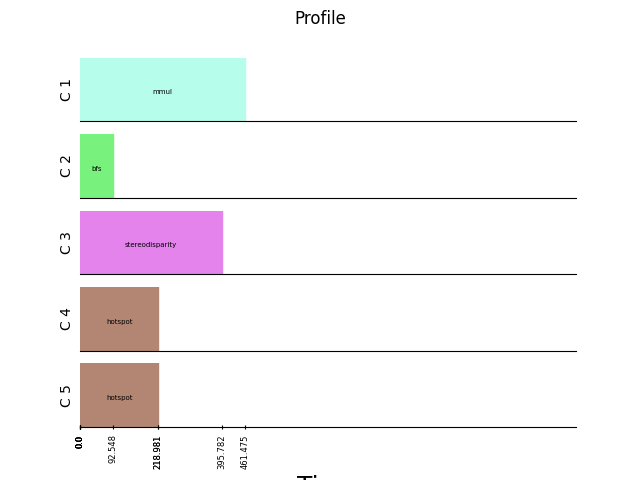 Profile
C 1
mmul
C 2
bfs
C 3
stereodisparity
C 4
hotspot
C 5
hotspot
0.0
92.548
218.981
395.782
461.475